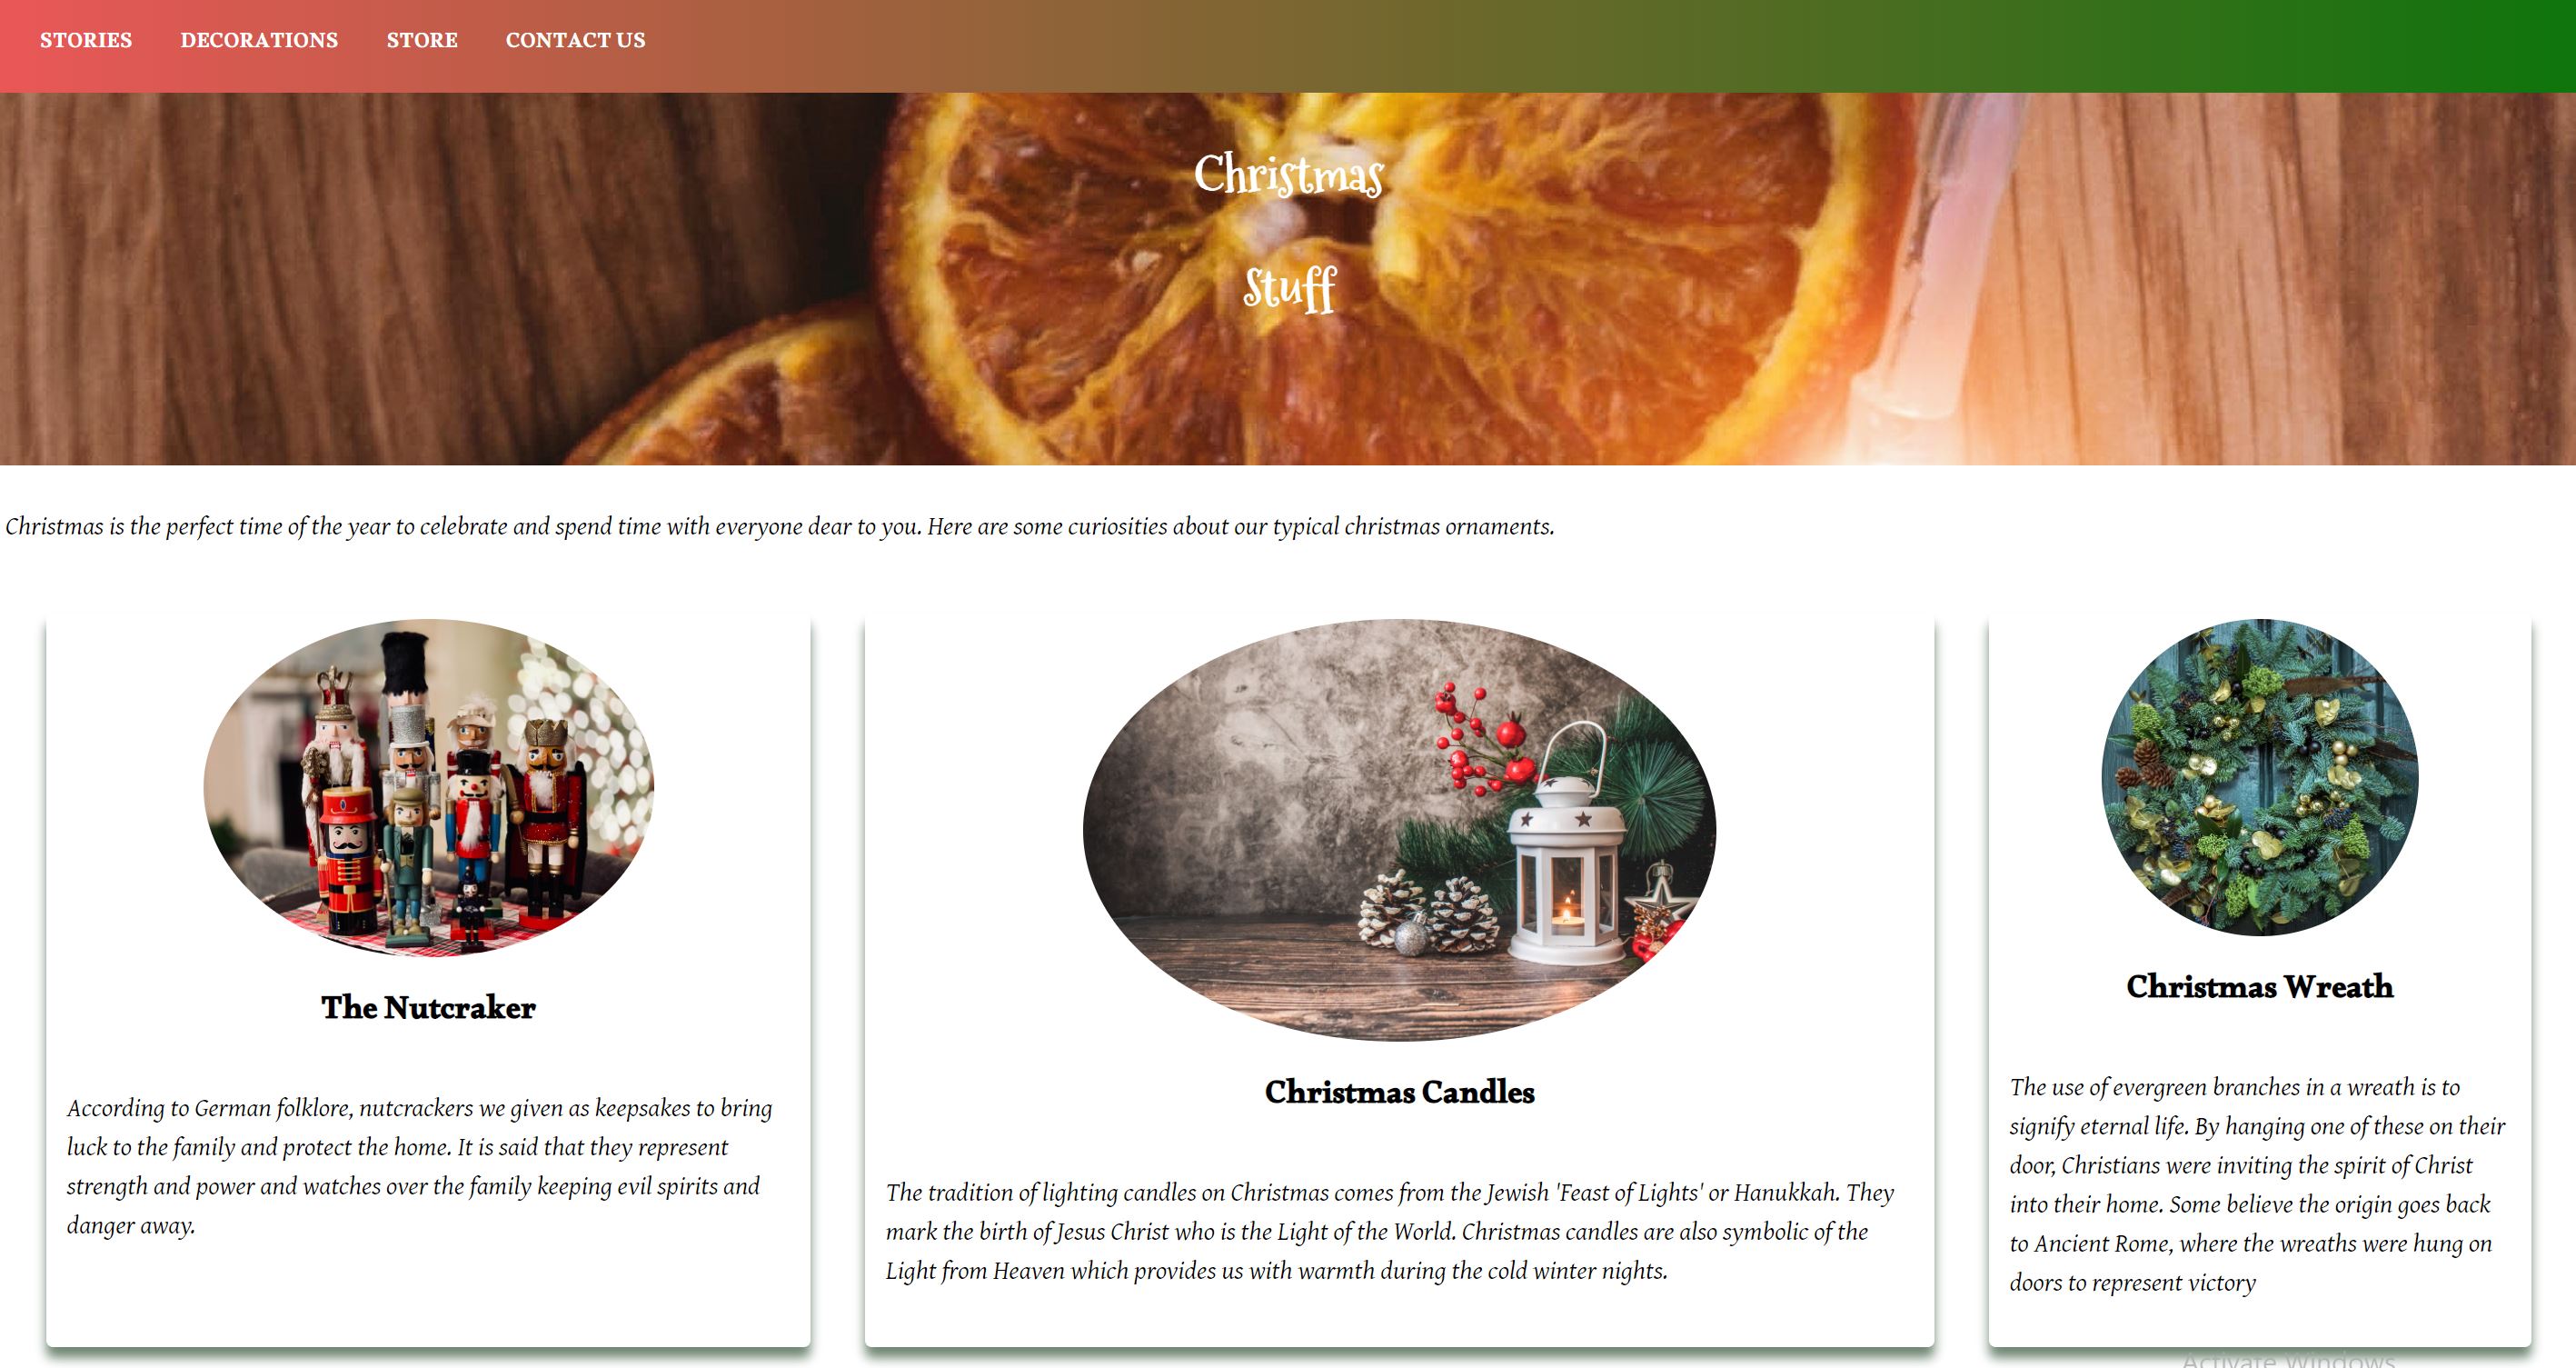 STORIES DECORATIONS STORE CONTACT US
Christmas
Stuff
Christmas is the perfect time of the year to celebrate and spend time with everyone dear to you. Here are some curiosities about our typical christmas ornaments.
The Nutcraker
According to German folklore, nutcrackers we given as keepsakes to bring
luck to the family and protect the home. It is said that they represent
strength and power and watches over the family keeping evil spirits and
danger away.
Christmas Candles
The tradition of lighting candles on Christmas comes from the Jewish 'Feast of Lights' or Hanukkah. They
mark the birth of Jesus Christ who is the Light of the World. Christmas candles are also symbolic of the
Light from Heaven which provides us with warmth during the cold winter nights.
Christmas Wreath
The use of evergreen branches in a wreath is to
signify eternal life. By hanging one of these on their
door, Christians were inviting the spirit of Christ
into their home. Some believe the origin goes back
to Ancient Rome, where the wreaths were hung on
doors to represent victory
Activate Windows